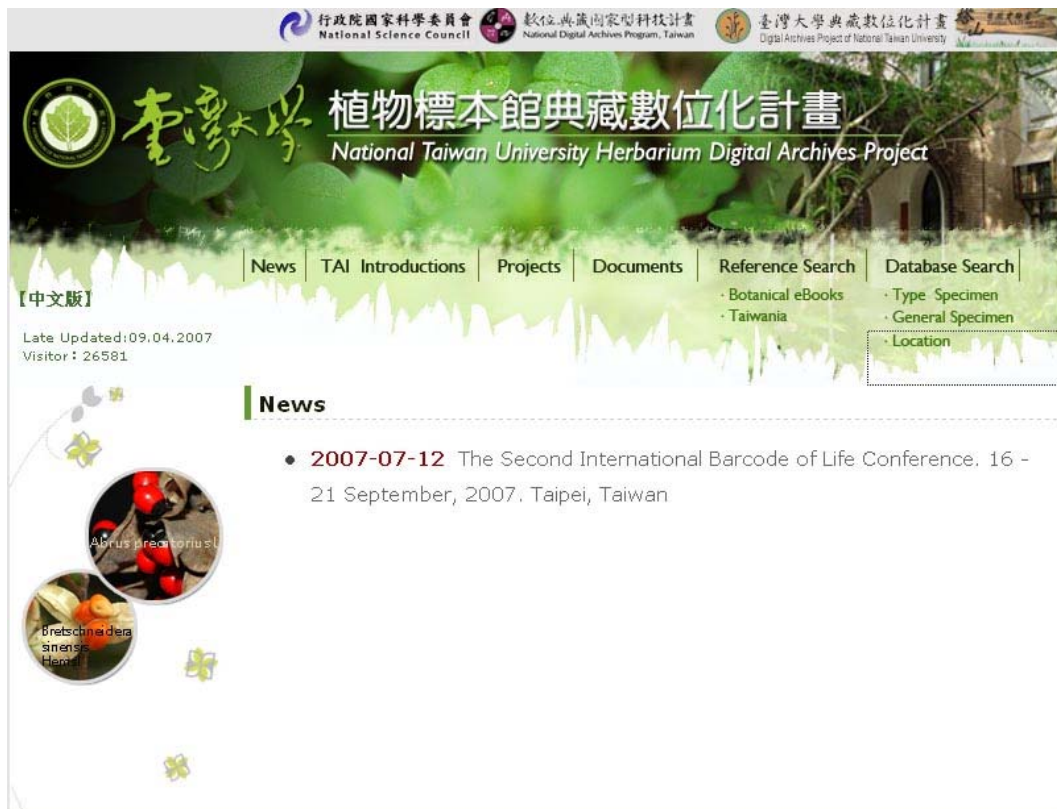 行政院國家科學委員會
National Science Council
數位典藏國家型科技計畫
National Digital Archives Program, Taiwan
臺灣大學典藏數位化計畫
Digital Archives Project of National Taiwan University
臺灣大學
植物標本館典藏數位化計畫
National Taiwan University Herbarium Digital Archives Project
News
TAI Introductions
Projects
Documents
Reference Search
Database Search
· Botanical eBooks
· Taiwania
· Type Specimen
· General Specimen
· Location
【中文版】
Late Updated:09.04.2007
Visitor：26581
News
• 2007-07-12 The Second International Barcode of Life Conference. 16 -
21 September, 2007. Taipei, Taiwan
Abrus precatorius L
Bretschneidera
sinensis